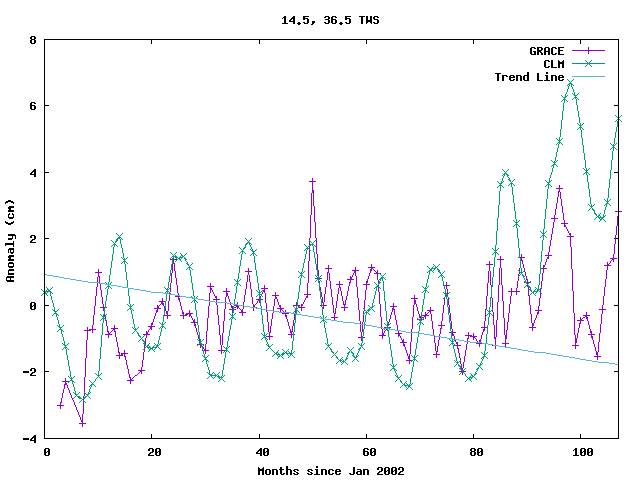 14.5, 36.5 TWS
GRACE
CLM
Trend Line
8
6
4
2
0
-2
-4
Anomaly (cm)
0 20 40 60 80 100
Months since Jan 2002